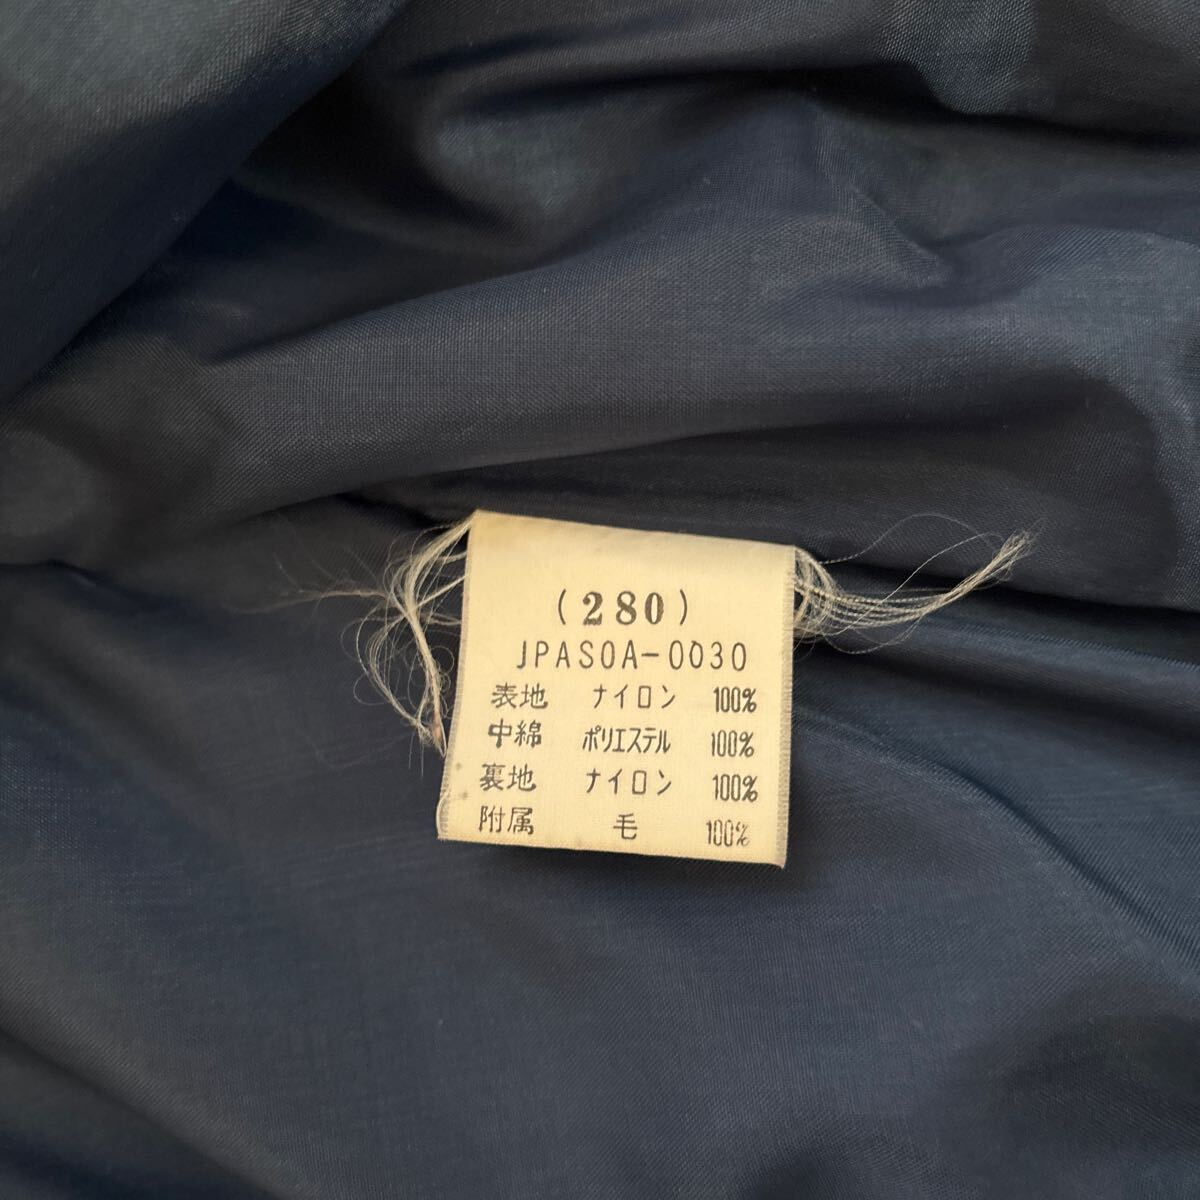 (280)
JPASOA-0030
表地 ナイロン 100%
中綿 ポリエステル 100%
裏地 ナイロン 100%
附属 毛 100%